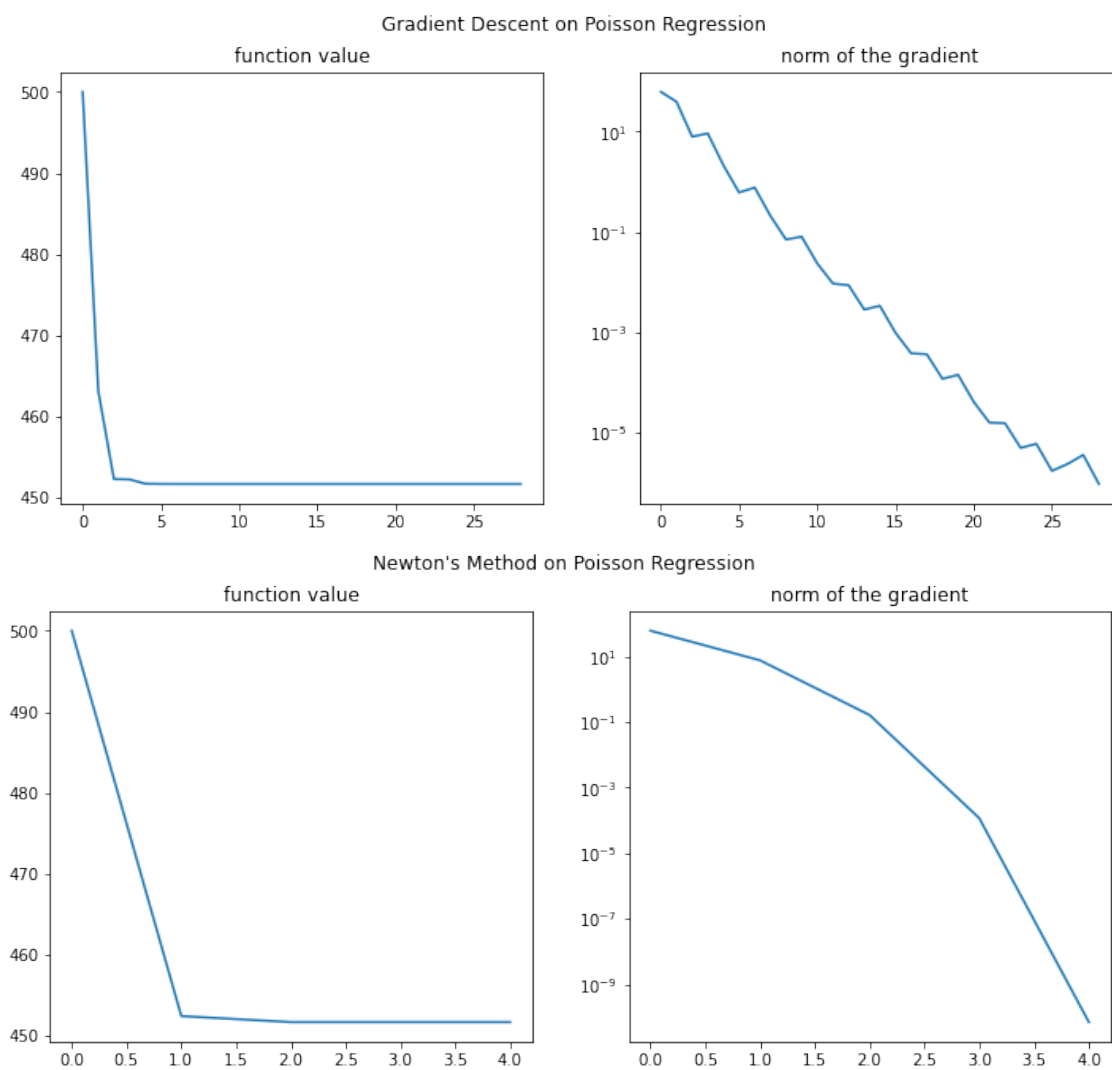 Gradient Descent on Poisson Regression
function value
norm of the gradient
500
490
480
470
460
450
0 5 10 15 20 25
10^1
10^-1
10^-3
10^-5
0 5 10 15 20 25
Newton's Method on Poisson Regression
function value
norm of the gradient
500
490
480
470
460
450
0.0 0.5 1.0 1.5 2.0 2.5 3.0 3.5 4.0
10^1
10^-1
10^-3
10^-5
10^-7
10^-9
0.0 0.5 1.0 1.5 2.0 2.5 3.0 3.5 4.0